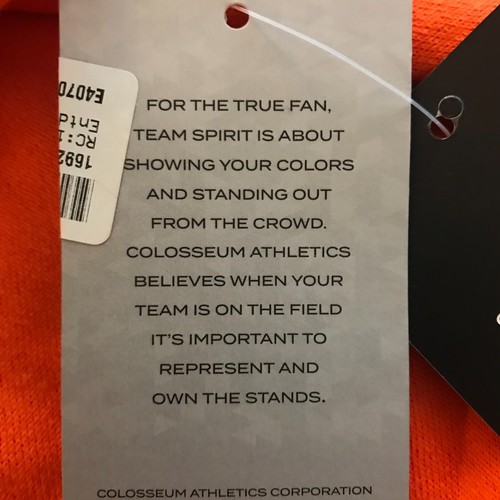 FOR THE TRUE FAN,
TEAM SPIRIT IS ABOUT
SHOWING YOUR COLORS
AND STANDING OUT
FROM THE CROWD.
COLOSSEUM ATHLETICS
BELIEVES WHEN YOUR
TEAM IS ON THE FIELD
IT'S IMPORTANT TO
REPRESENT AND
OWN THE STANDS.
COLOSSEUM ATHLETICS CORPORATION
E4070